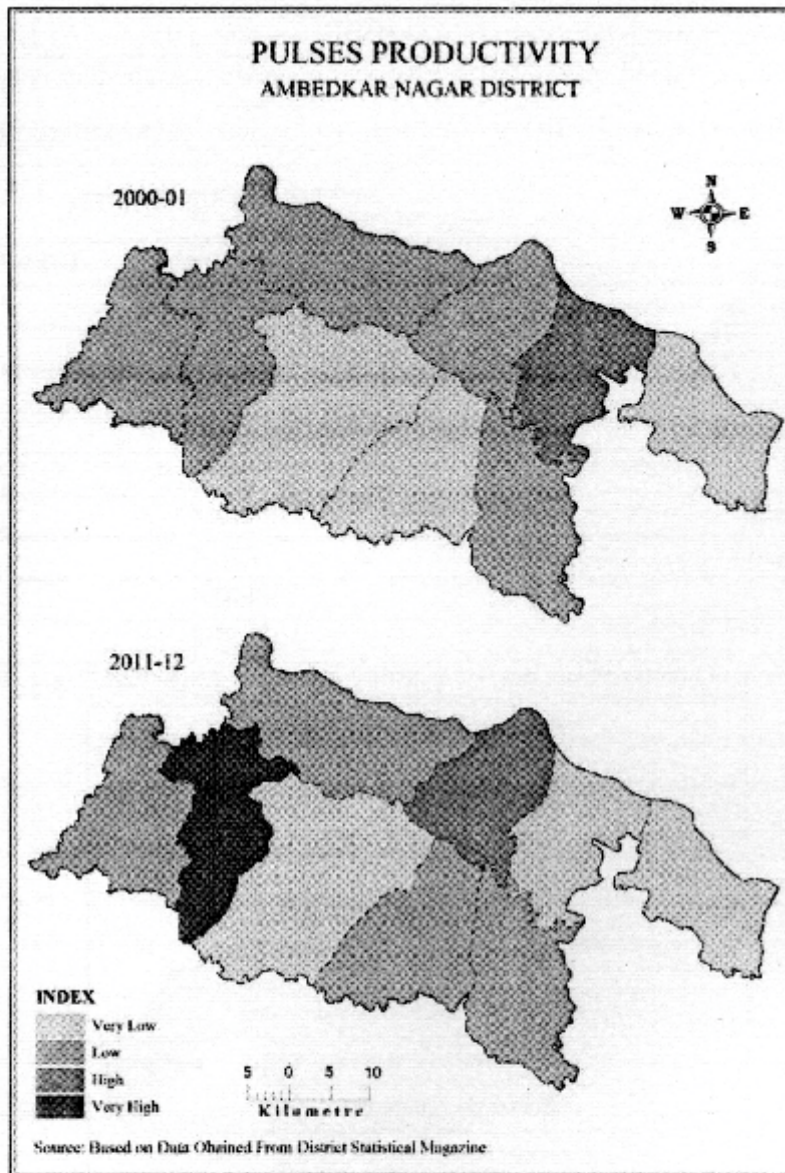 PULSES PRODUCTIVITY
AMBEDKAR NAGAR DISTRICT
2000-01
N
W E
S
2011-12
INDEX
Very Low
Low
High
Very High
5 0 5 10
Kilometre
Source: Based on Data Obained From District Statistical Magazine